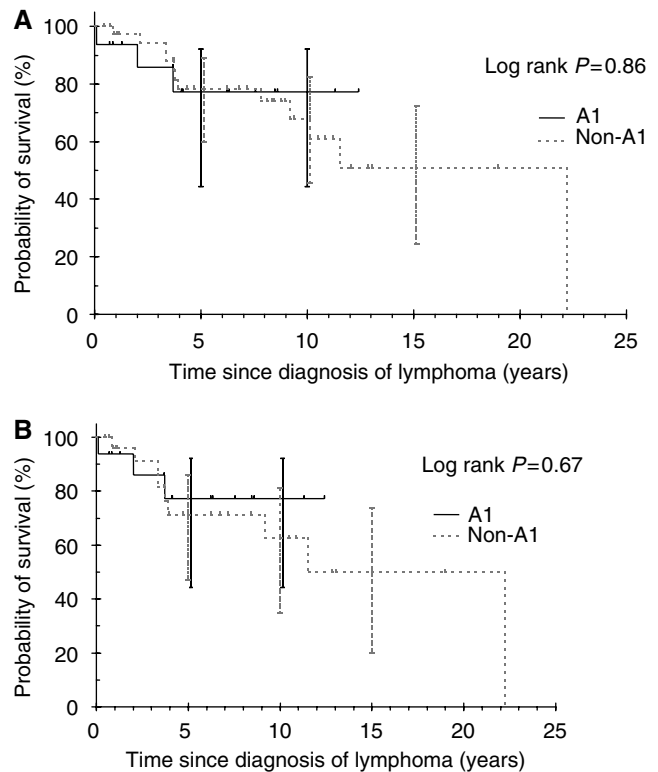 A
Probability of survival (%)
100
80
60
40
20
0
Log rank P=0.86
A1
Non-A1
0 5 10 15 20 25
Time since diagnosis of lymphoma (years)
B
Probability of survival (%)
100
80
60
40
20
0
Log rank P=0.67
A1
Non-A1
0 5 10 15 20 25
Time since diagnosis of lymphoma (years)